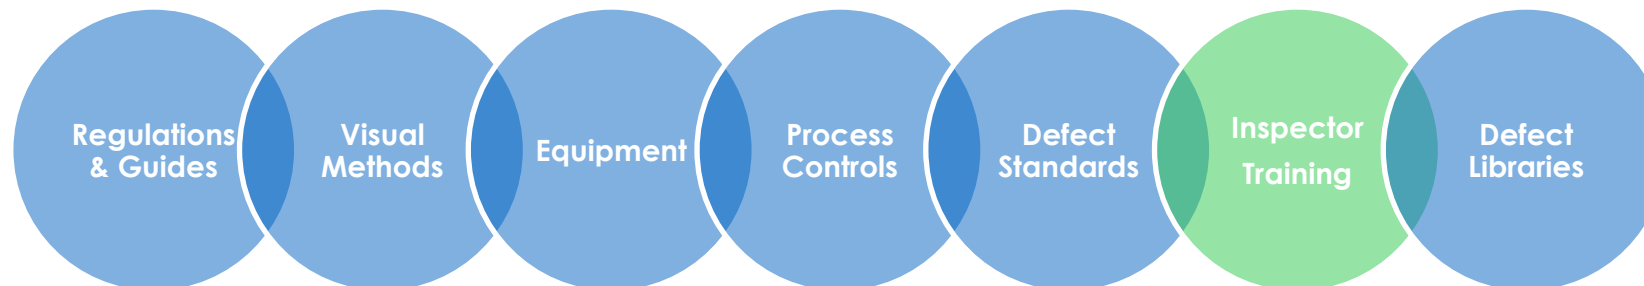 Regulations
& Guides
Visual
Methods
Equipment
Process
Controls
Defect
Standards
Inspector
Training
Defect
Libraries